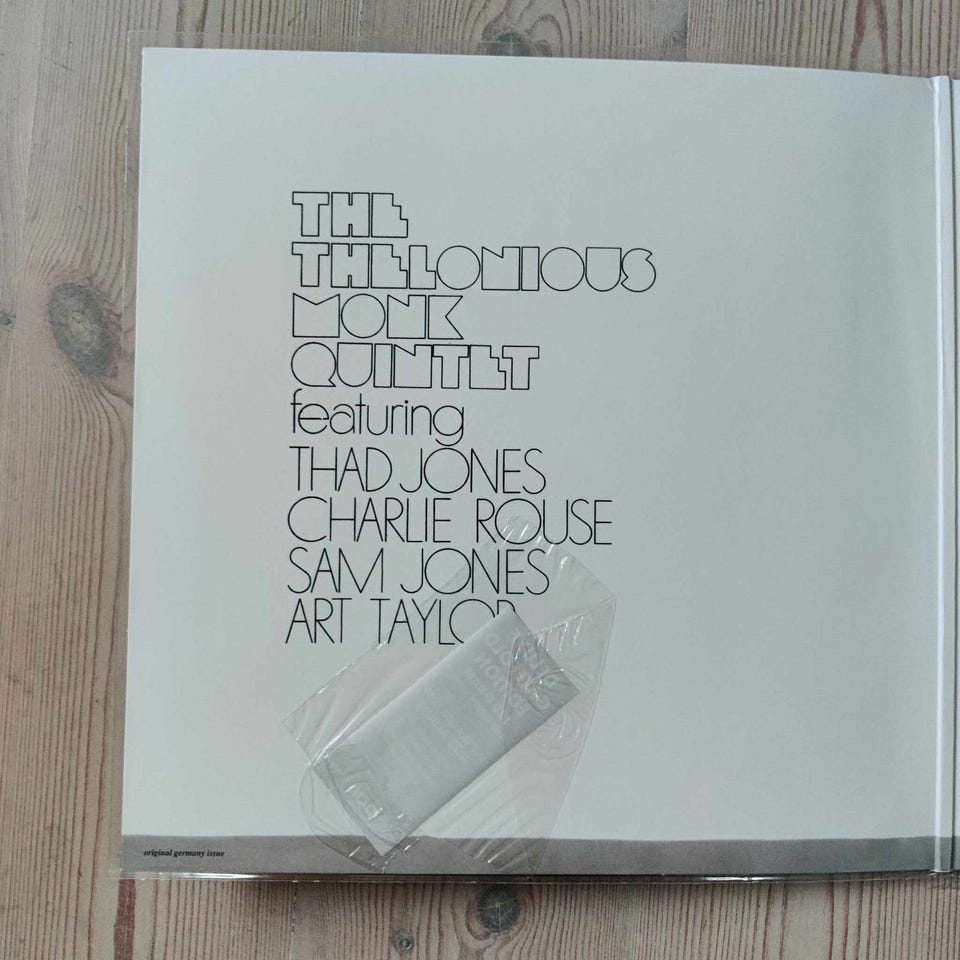 THE
THELONIOUS
MONK
QUINTET
featuring
THAD JONES
CHARLIE ROUSE
SAM JONES
ART TAYLOR
original germany issue